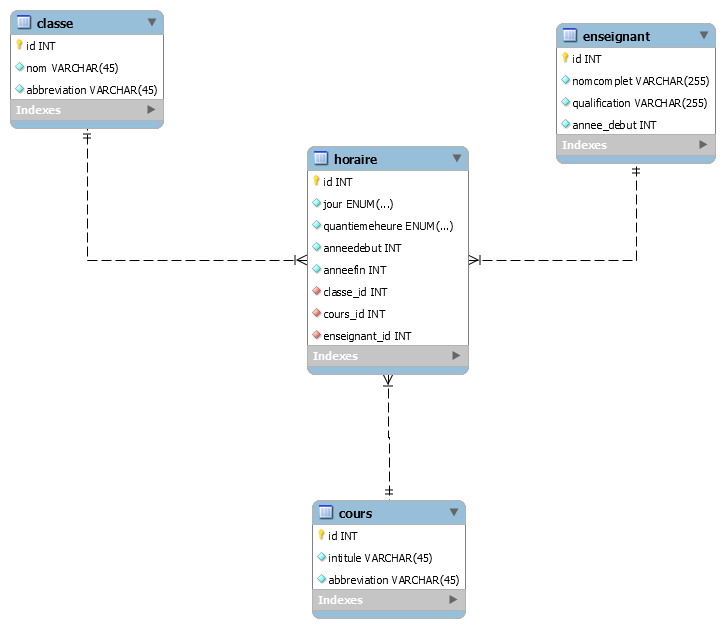 classe
id INT
nom VARCHAR(45)
abbreviation VARCHAR(45)
Indexes
enseignant
id INT
nomcomplet VARCHAR(255)
qualification VARCHAR(255)
annee_debut INT
Indexes
horaire
id INT
jour ENUM(...)
quantiemeheure ENUM(...)
anneedebut INT
anneefin INT
classe_id INT
cours_id INT
enseignant_id INT
Indexes
cours
id INT
intitule VARCHAR(45)
abbreviation VARCHAR(45)
Indexes